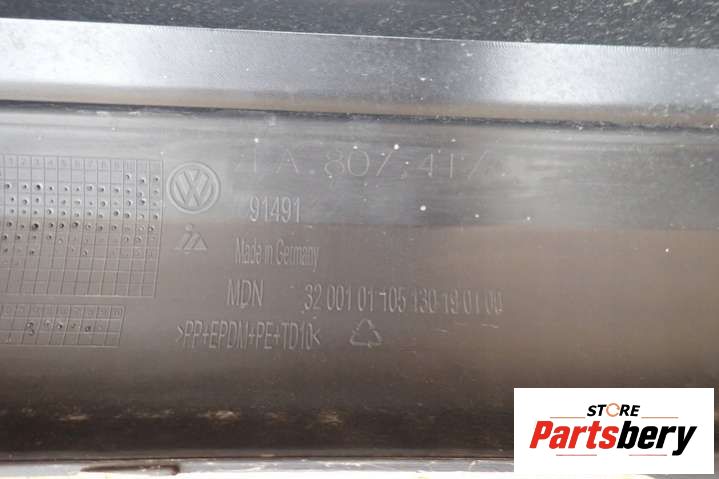 91491
Made in Germany
MDN 32 001 01 105 130 19 01 00
>PP+EPDM+PE+TD10<
STORE
Partsbery